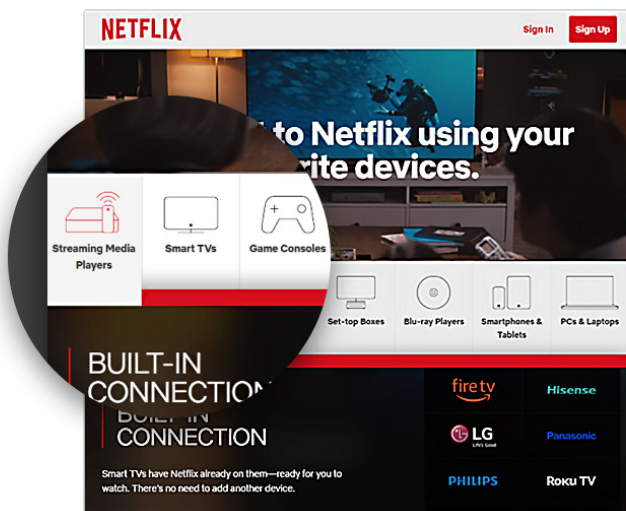 NETFLIX
Sign In
Sign Up
to Netflix using your
rite devices.
Streaming Media
Players
Smart TVs
Game Consoles
Set-top Boxes
Blu-ray Players
Smartphones &
Tablets
PCs & Laptops
BUILT-IN
CONNECTION
BUILT-IN
CONNECTION
Smart TVs have Netflix already on them—ready for you to
watch. There's no need to add another device.
firetv
Hisense
LG
Life's Good
Panasonic
PHILIPS
ROKU TV